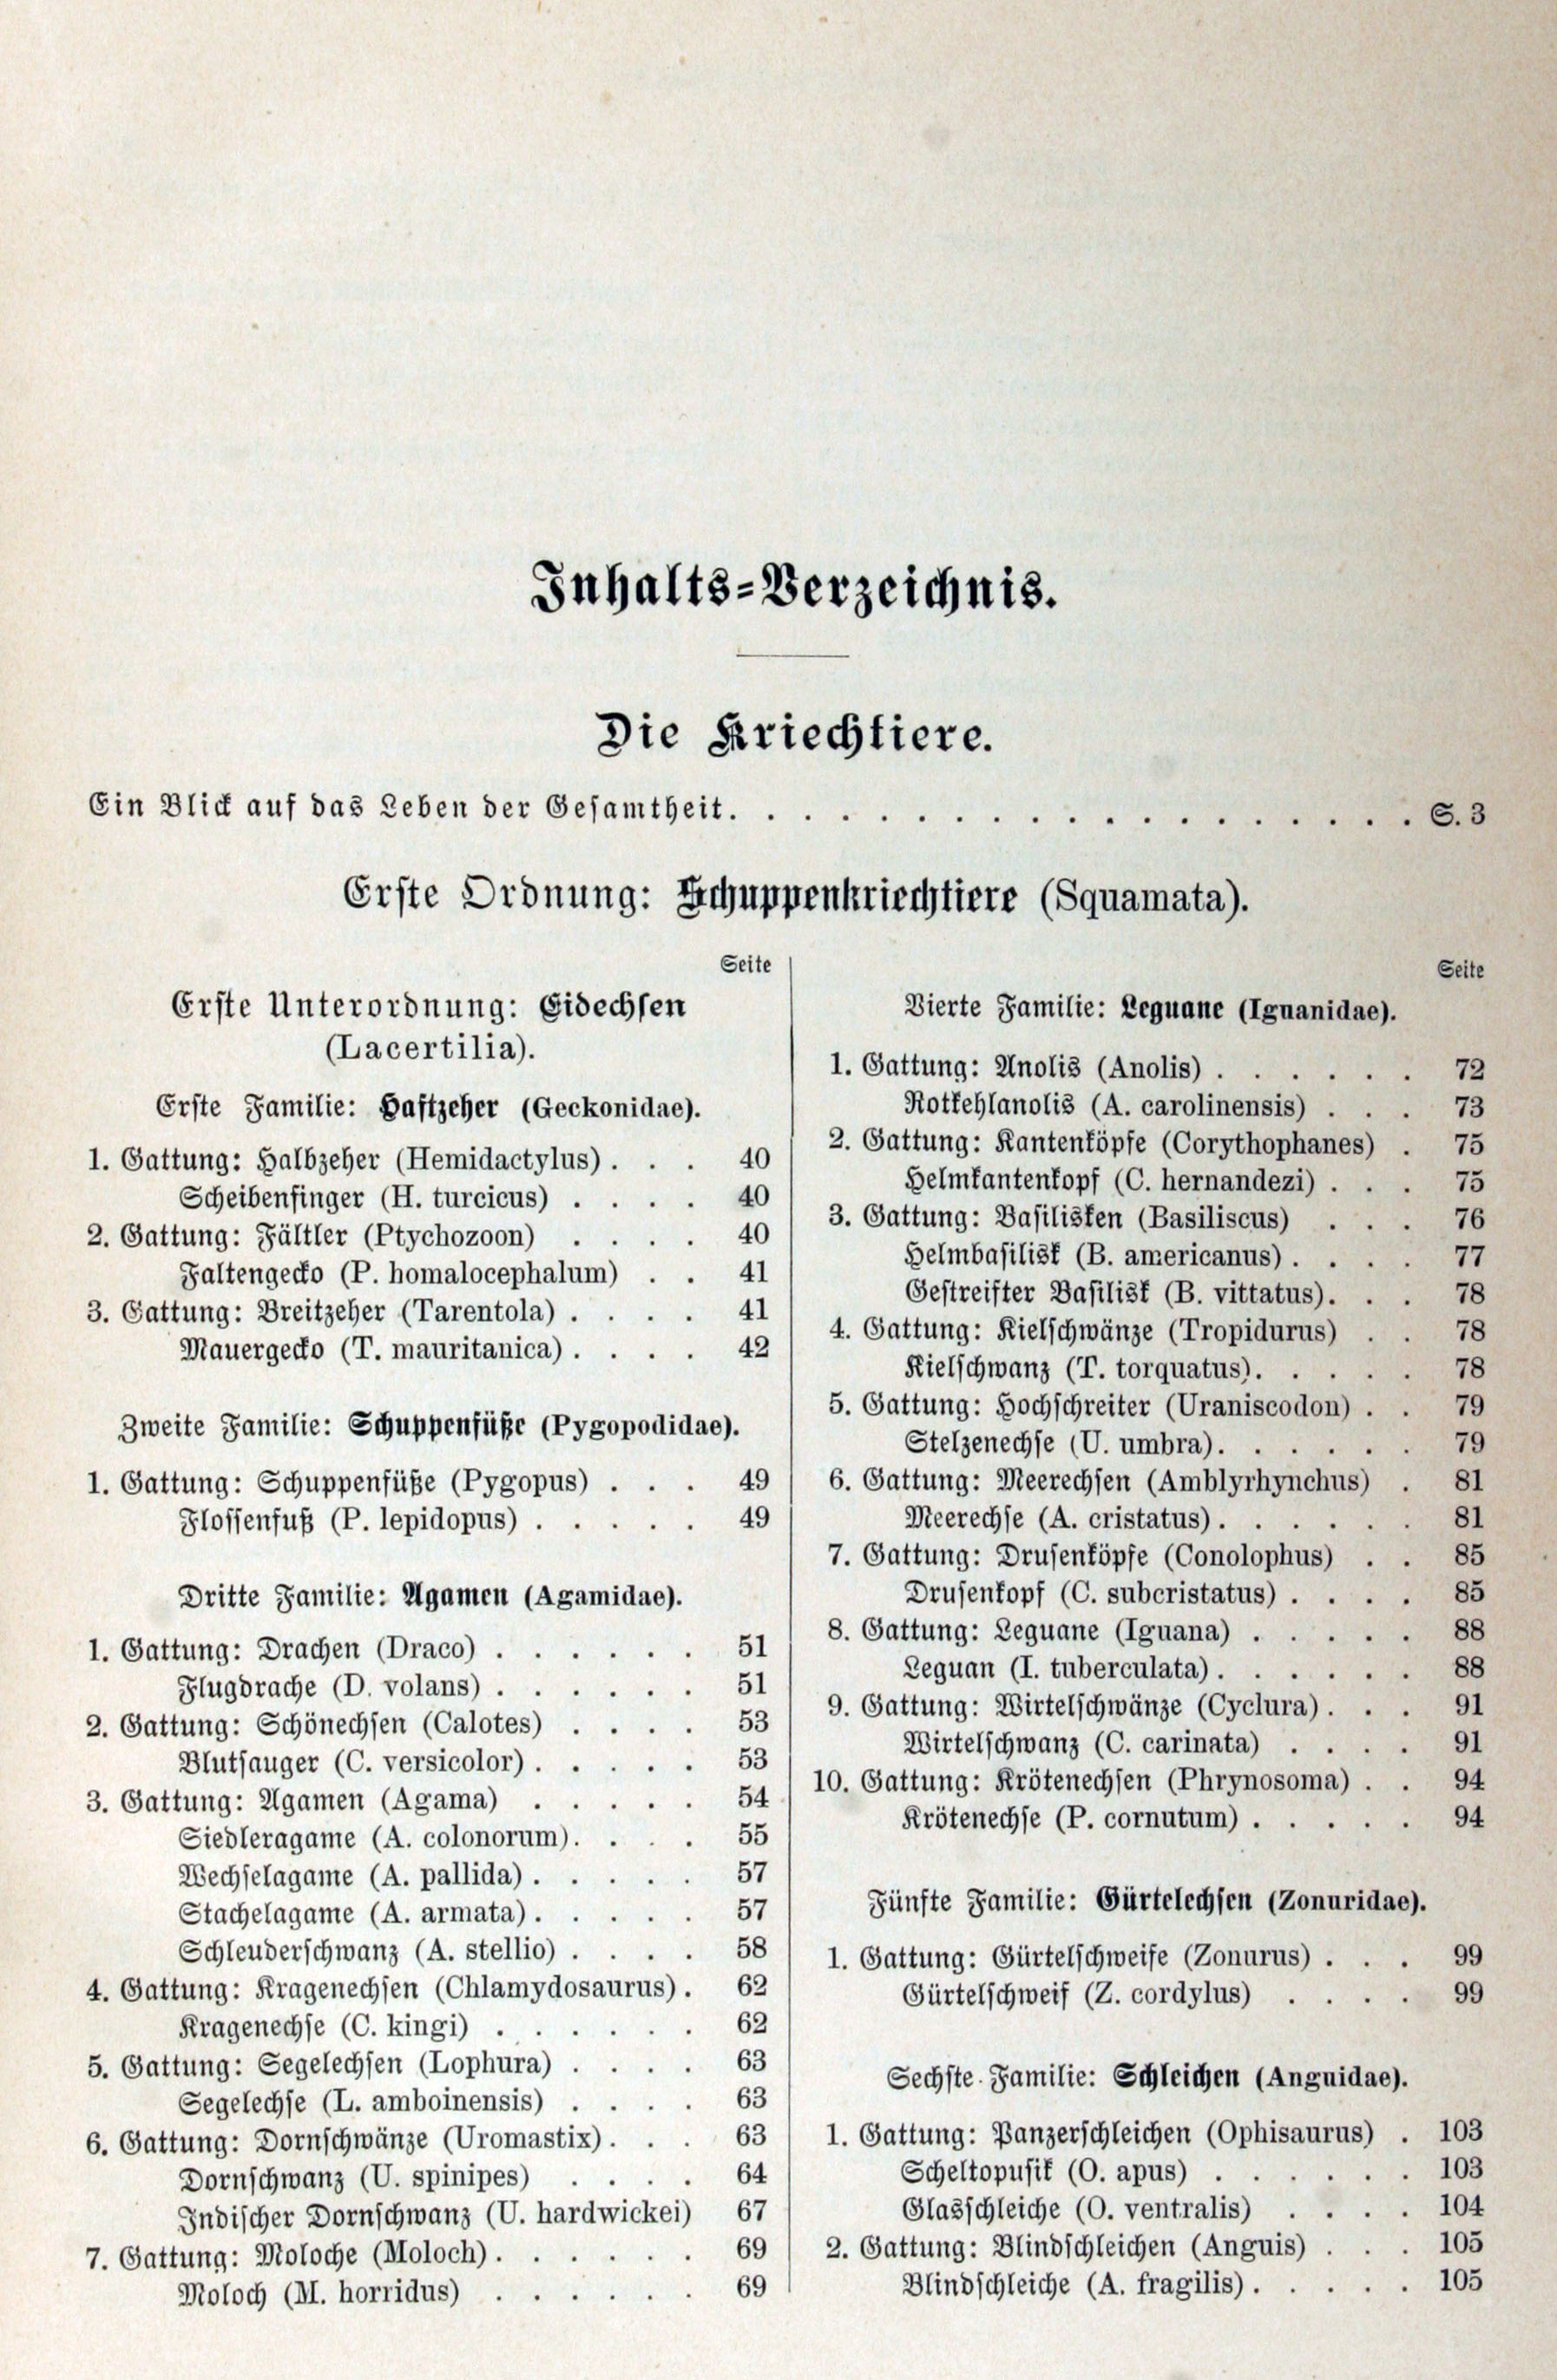 Inhalts-Verzeichnis.
Die Kriechtiere.
Ein Blick auf das Leben der Gesamtheit. . . . . . . . . . . . . . . . . . . S. 3
Erste Ordnung: Schuppenkriechtiere (Squamata).
Seite
Erste Unterordnung: Eidechsen
(Lacertilia).
Erste Familie: Haftzeher (Geckonidae).
1. Gattung: Halbzeher (Hemidactylus) . . . 40
Scheibenfinger (H. turcicus) . . . . 40
2. Gattung: Fältler (Ptychozoon) . . . . 40
Faltengecko (P. homalocephalum) . . 41
3. Gattung: Breitzeher (Tarentola) . . . . 41
Mauergecko (T. mauritanica) . . . . 42
Zweite Familie: Schuppenfüße (Pygopodidae).
1. Gattung: Schuppenfüße (Pygopus) . . . 49
Flossenfuß (P. lepidopus) . . . . . 49
Dritte Familie: Agamen (Agamidae).
1. Gattung: Drachen (Draco) . . . . . . 51
Flugdrache (D. volans) . . . . . . 51
2. Gattung: Schönechsen (Calotes) . . . . 53
Blutsauger (C. versicolor) . . . . . 53
3. Gattung: Agamen (Agama) . . . . . 54
Siedleragame (A. colonorum) . . . . 55
Wechselagame (A. pallida) . . . . . 57
Stachelagame (A. armata) . . . . . 57
Schleuderschwanz (A. stellio) . . . . 58
4. Gattung: Kragenechsen (Chlamydosaurus) . 62
Kragenechse (C. kingi) . . . . . . 62
5. Gattung: Segelechsen (Lophura) . . . . 63
Segelechse (L. amboinensis) . . . . 63
6. Gattung: Dornschwänze (Uromastix) . . . 63
Dornschwanz (U. spinipes) . . . . 64
Indischer Dornschwanz (U. hardwickei) 67
7. Gattung: Moloche (Moloch) . . . . . . 69
Moloch (M. horridus) . . . . . . 69
Seite
Vierte Familie: Leguane (Ignanidae).
1. Gattung: Anolis (Anolis) . . . . . . 72
Rotkehlanolis (A. carolinensis) . . . 73
2. Gattung: Kantenköpfe (Corythophanes) . 75
Helmkantenkopf (C. hernandezi) . . . 75
3. Gattung: Basilisken (Basiliscus) . . . 76
Helmbasilisk (B. americanus) . . . . 77
Gestreifter Basilisk (B. vittatus) . . . 78
4. Gattung: Kielschwänze (Tropidurus) . . 78
Kielschwanz (T. torquatus) . . . . . 78
5. Gattung: Hochschreiter (Uraniscodon) . . 79
Stelzenechse (U. umbra) . . . . . . 79
6. Gattung: Meerechsen (Amblyrhynchus) . 81
Meerechse (A. cristatus) . . . . . . 81
7. Gattung: Drusenköpfe (Conolophus) . . 85
Drusenkopf (C. subcristatus) . . . . 85
8. Gattung: Leguane (Iguana) . . . . . 88
Leguan (I. tuberculata) . . . . . . 88
9. Gattung: Wirtelschwänze (Cyclura) . . . 91
Wirtelschwanz (C. carinata) . . . . 91
10. Gattung: Krötenechsen (Phrynosoma) . . 94
Krötenechse (P. cornutum) . . . . . 94
Fünfte Familie: Gürtelechsen (Zonuridae).
1. Gattung: Gürtelschweife (Zonurus) . . . 99
Gürtelschweif (Z. cordylus) . . . . 99
Sechste Familie: Schleichen (Anguidae).
1. Gattung: Panzerschleichen (Ophisaurus) . 103
Scheltopusik (O. apus) . . . . . . 103
Glasschleiche (O. ventralis) . . . . 104
2. Gattung: Blindschleichen (Anguis) . . . 105
Blindschleiche (A. fragilis) . . . . . 105